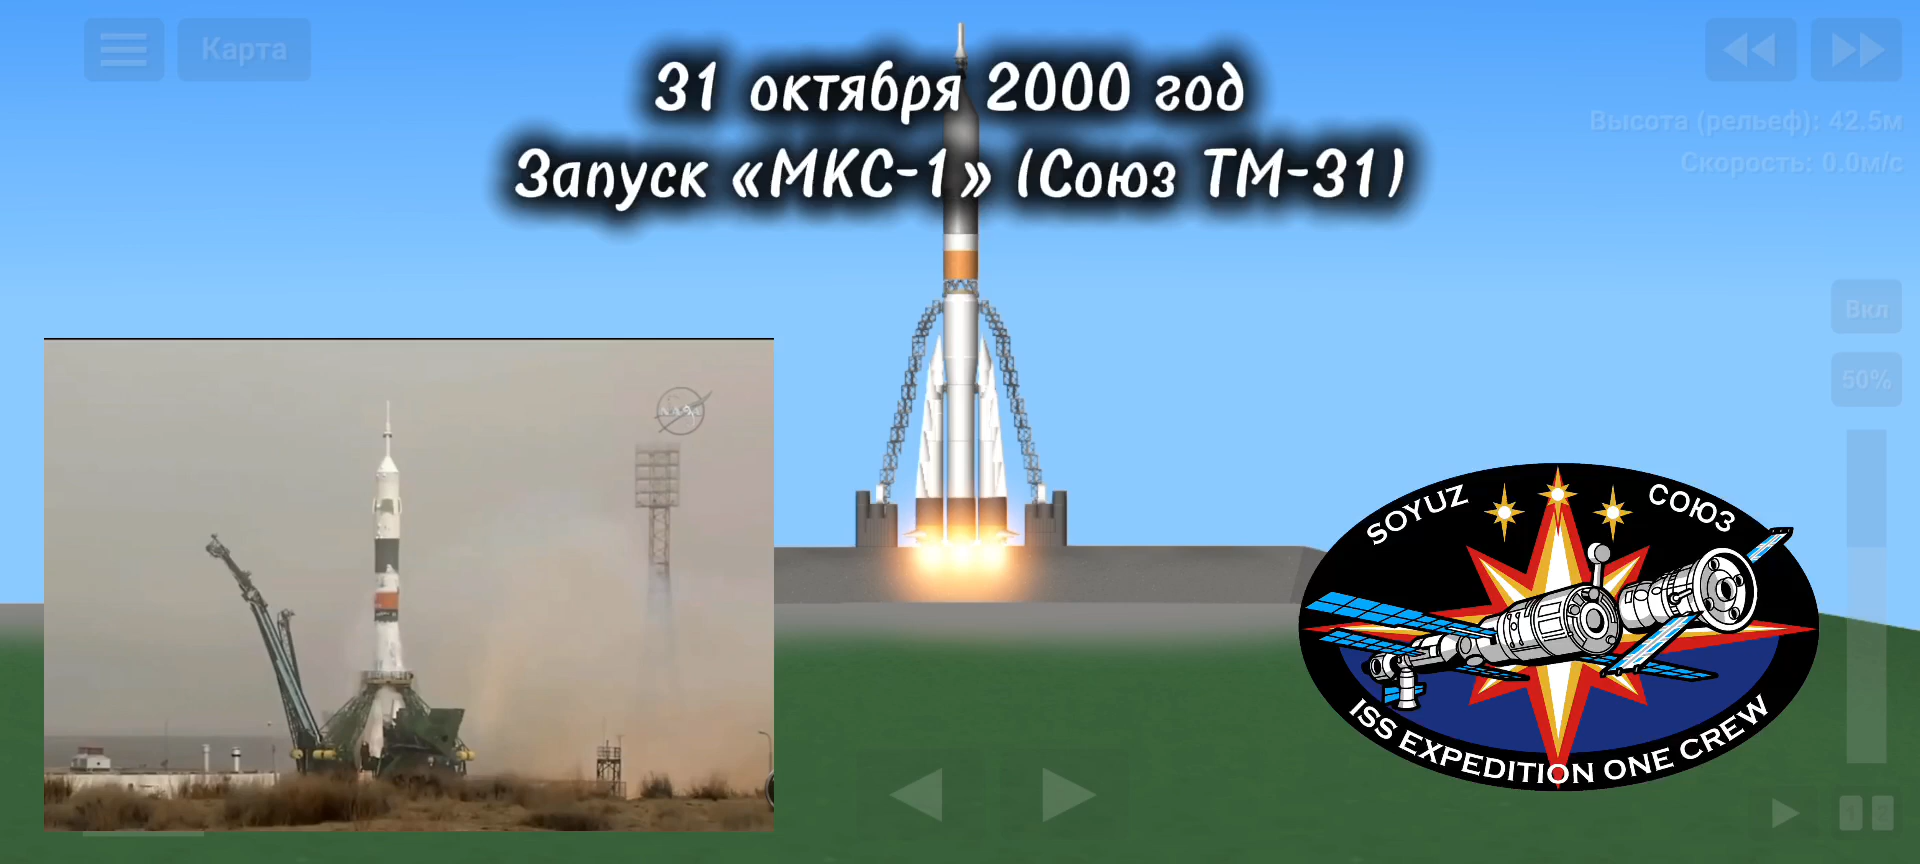 Карта
31 октября 2000 год
Запуск «МКС-1» (Союз ТМ-31)
Высота (рельеф): 42.5м
Скорость: 0.0м/с
Вкл
50%
NASA
SOYUZ
СОЮЗ
ISS EXPEDITION ONE CREW